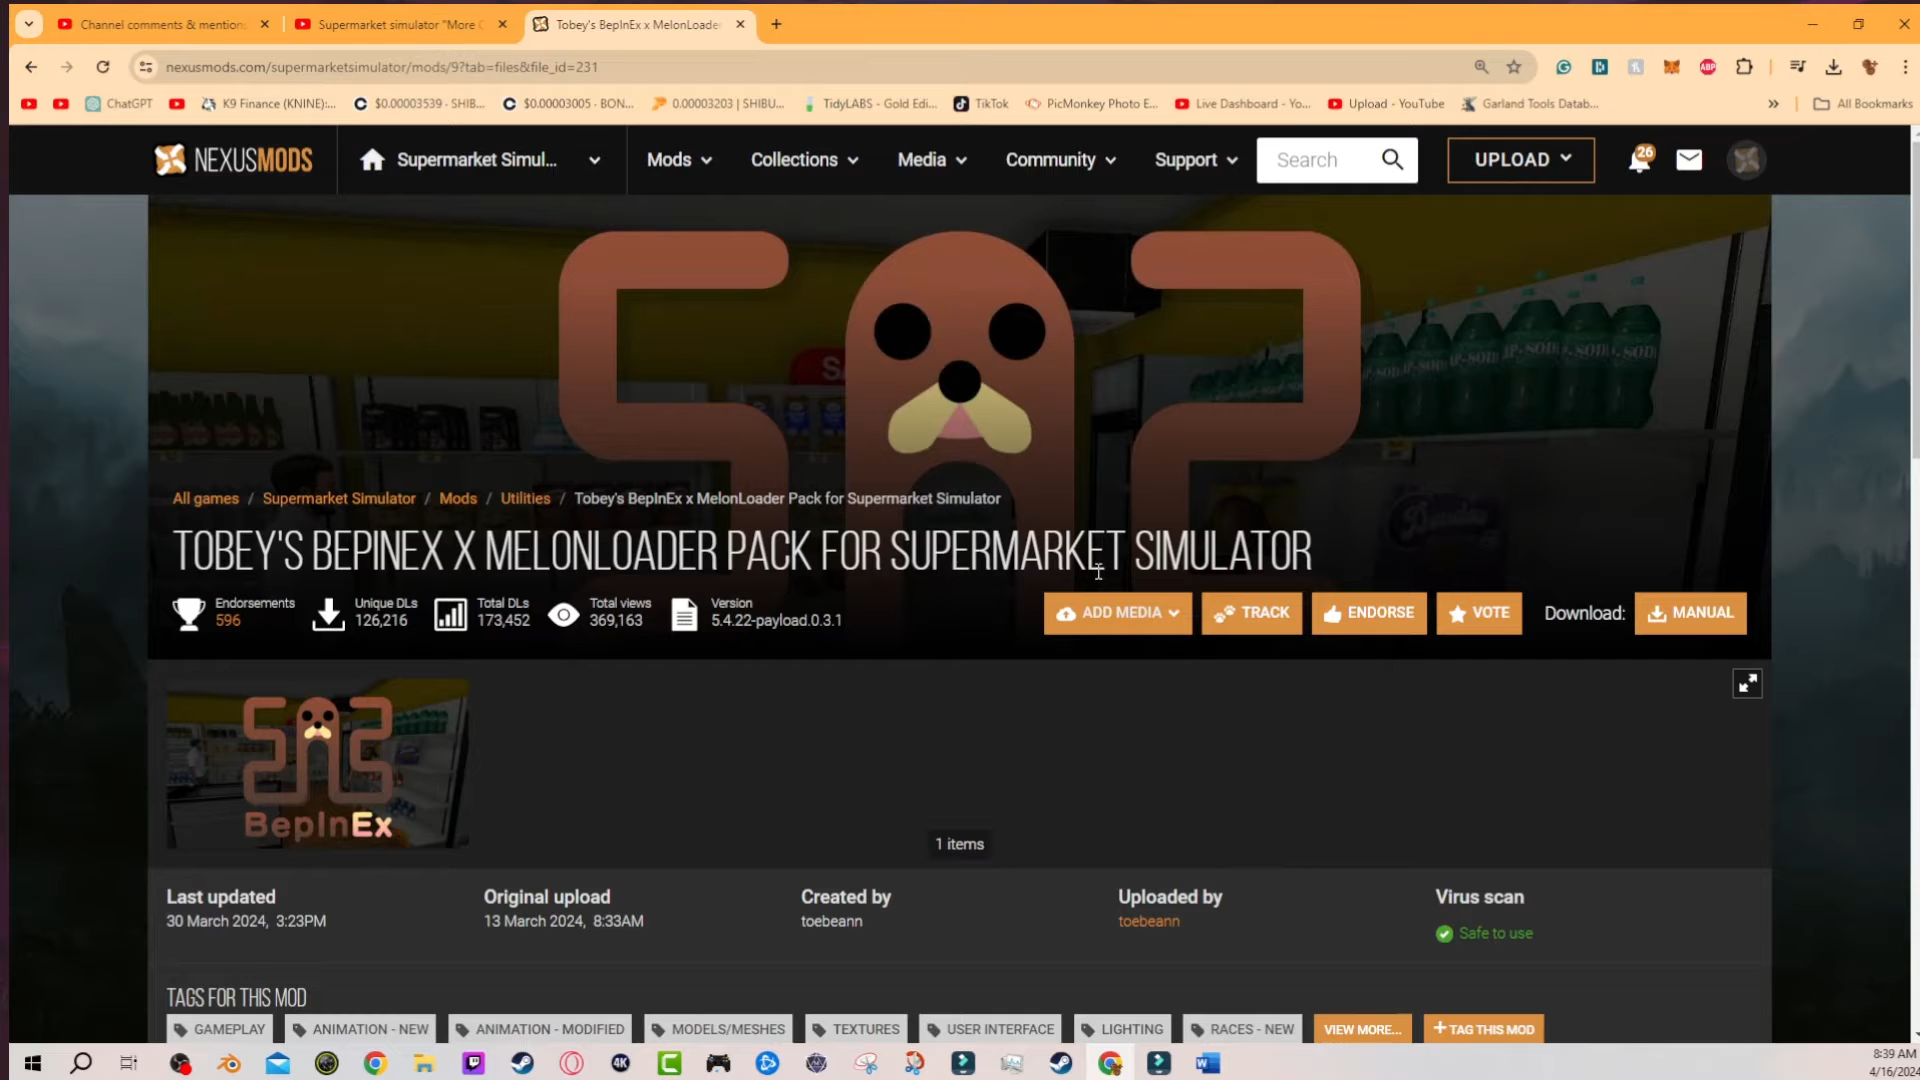 Channel comments & mention
Supermarket simulator "More
Tobey's BepInEx x MelonLoade
nexusmods.com/supermarketsimulator/mods/9?tab=files&file_id=231
ABP
ChatGPT
K9 Finance (KNINE):...
$0.00003539 - SHIB...
$0.00003005 - BON...
0.00003203 | SHIBU...
TidyLABS - Gold Edi...
TikTok
PicMonkey Photo E...
Live Dashboard - Yo...
Upload - YouTube
Garland Tools Datab...
All Bookmarks
NEXUSMODS
Supermarket Simul...
Mods
Collections
Media
Community
Support
Search
UPLOAD
26
All games / Supermarket Simulator / Mods / Utilities / Tobey's BepInEx x MelonLoader Pack for Supermarket Simulator
TOBEY'S BEPINEX X MELONLOADER PACK FOR SUPERMARKET SIMULATOR
Endorsements
596
Unique DLs
126,216
Total DLs
173,452
Total views
369,163
Version
5.4.22-payload.0.3.1
ADD MEDIA
TRACK
ENDORSE
VOTE
Download:
MANUAL
BepInEx
1 items
Last updated
30 March 2024, 3:23PM
Original upload
13 March 2024, 8:33AM
Created by
toebeann
Uploaded by
toebeann
Virus scan
Safe to use
TAGS FOR THIS MOD
GAMEPLAY
ANIMATION - NEW
ANIMATION - MODIFIED
MODELS/MESHES
TEXTURES
USER INTERFACE
LIGHTING
RACES - NEW
VIEW MORE...
+ TAG THIS MOD
4K
8:39 AM
4/16/2024